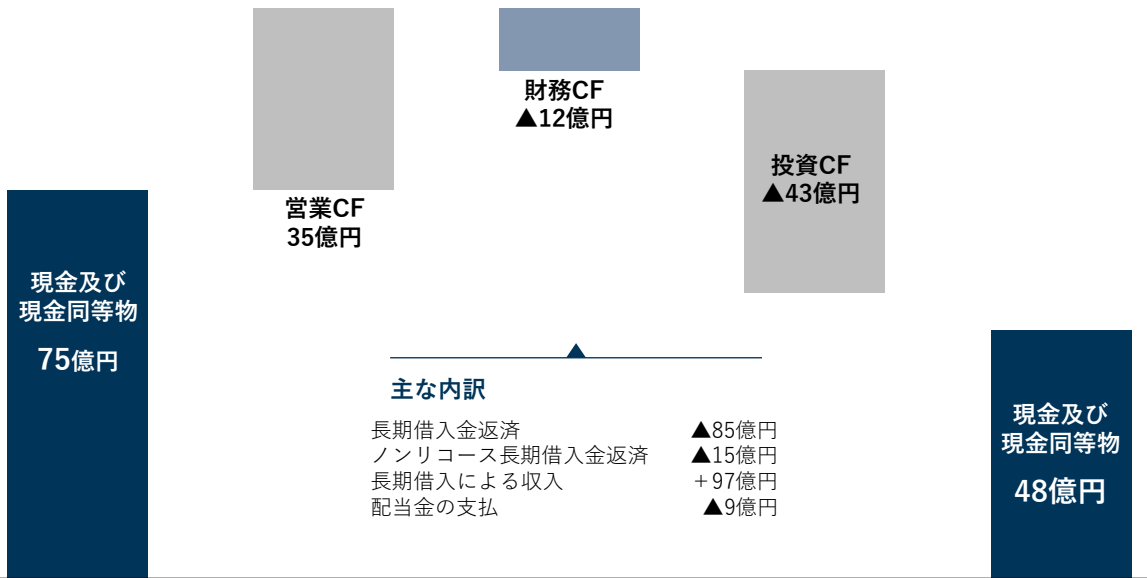 財務CF
▲12億円
投資CF
▲43億円
営業CF
35億円
現金及び
現金同等物
75億円
主な内訳
長期借入金返済 ▲85億円
ノンリコース長期借入金返済 ▲15億円
長期借入による収入 +97億円
配当金の支払 ▲9億円
現金及び
現金同等物
48億円